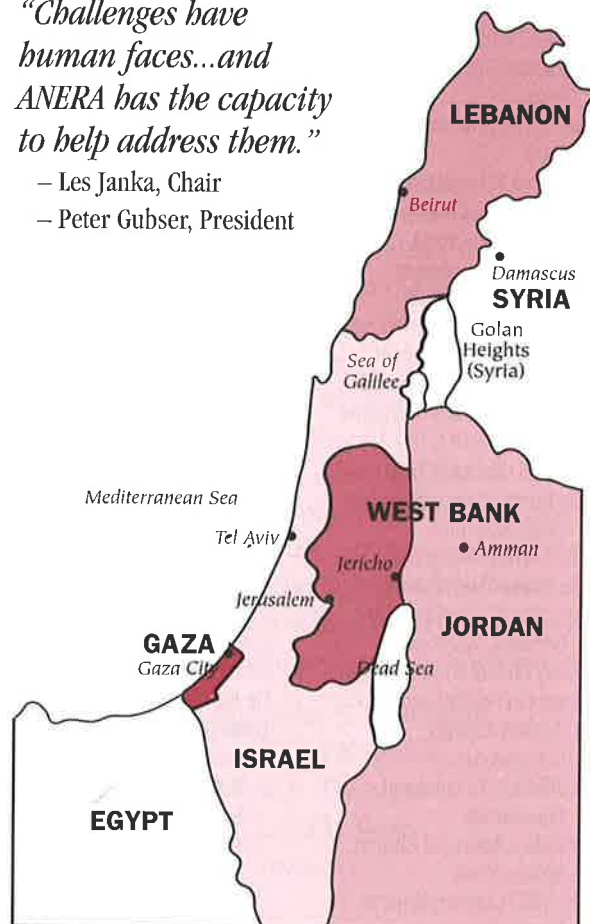 “Challenges have
human faces...and
ANERA has the capacity
to help address them.”
– Les Janka, Chair
– Peter Gubser, President
LEBANON
Beirut
Damascus
SYRIA
Golan
Heights
(Syria)
Sea of
Galilee
Mediterranean Sea
WEST BANK
Tel Aviv
Amman
Jericho
Jerusalem
JORDAN
GAZA
Gaza City
Dead Sea
ISRAEL
EGYPT